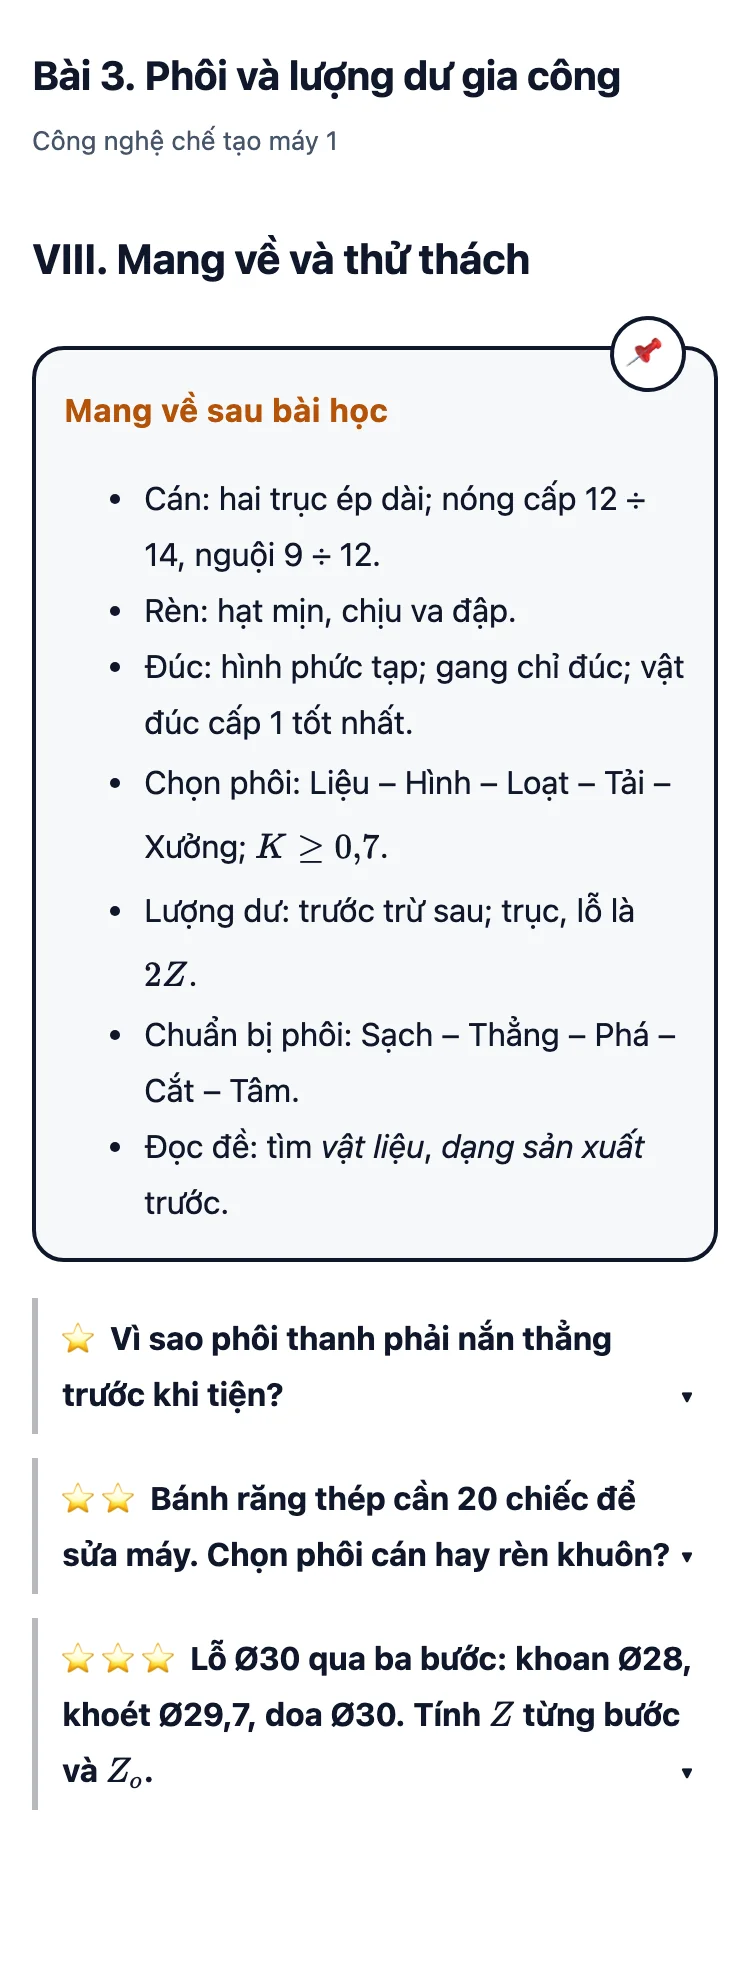 Bài 3. Phôi và lượng dư gia công
Công nghệ chế tạo máy 1
VIII. Mang về và thử thách
Mang về sau bài học
• Cán: hai trục ép dài; nóng cấp 12 ÷
14, nguội 9 ÷ 12.
• Rèn: hạt mịn, chịu va đập.
• Đúc: hình phức tạp; gang chỉ đúc; vật
đúc cấp 1 tốt nhất.
• Chọn phôi: Liệu – Hình – Loạt – Tải –
Xưởng; K ≥ 0,7.
• Lượng dư: trước trừ sau; trục, lỗ là
2Z.
• Chuẩn bị phôi: Sạch – Thẳng – Phá –
Cắt – Tâm.
• Đọc đề: tìm vật liệu, dạng sản xuất
trước.
⭐ Vì sao phôi thanh phải nắn thẳng
trước khi tiện? ▾
⭐⭐ Bánh răng thép cần 20 chiếc để
sửa máy. Chọn phôi cán hay rèn khuôn? ▾
⭐⭐⭐ Lỗ Ø30 qua ba bước: khoan Ø28,
khoét Ø29,7, doa Ø30. Tính Z từng bước
và Zₒ. ▾